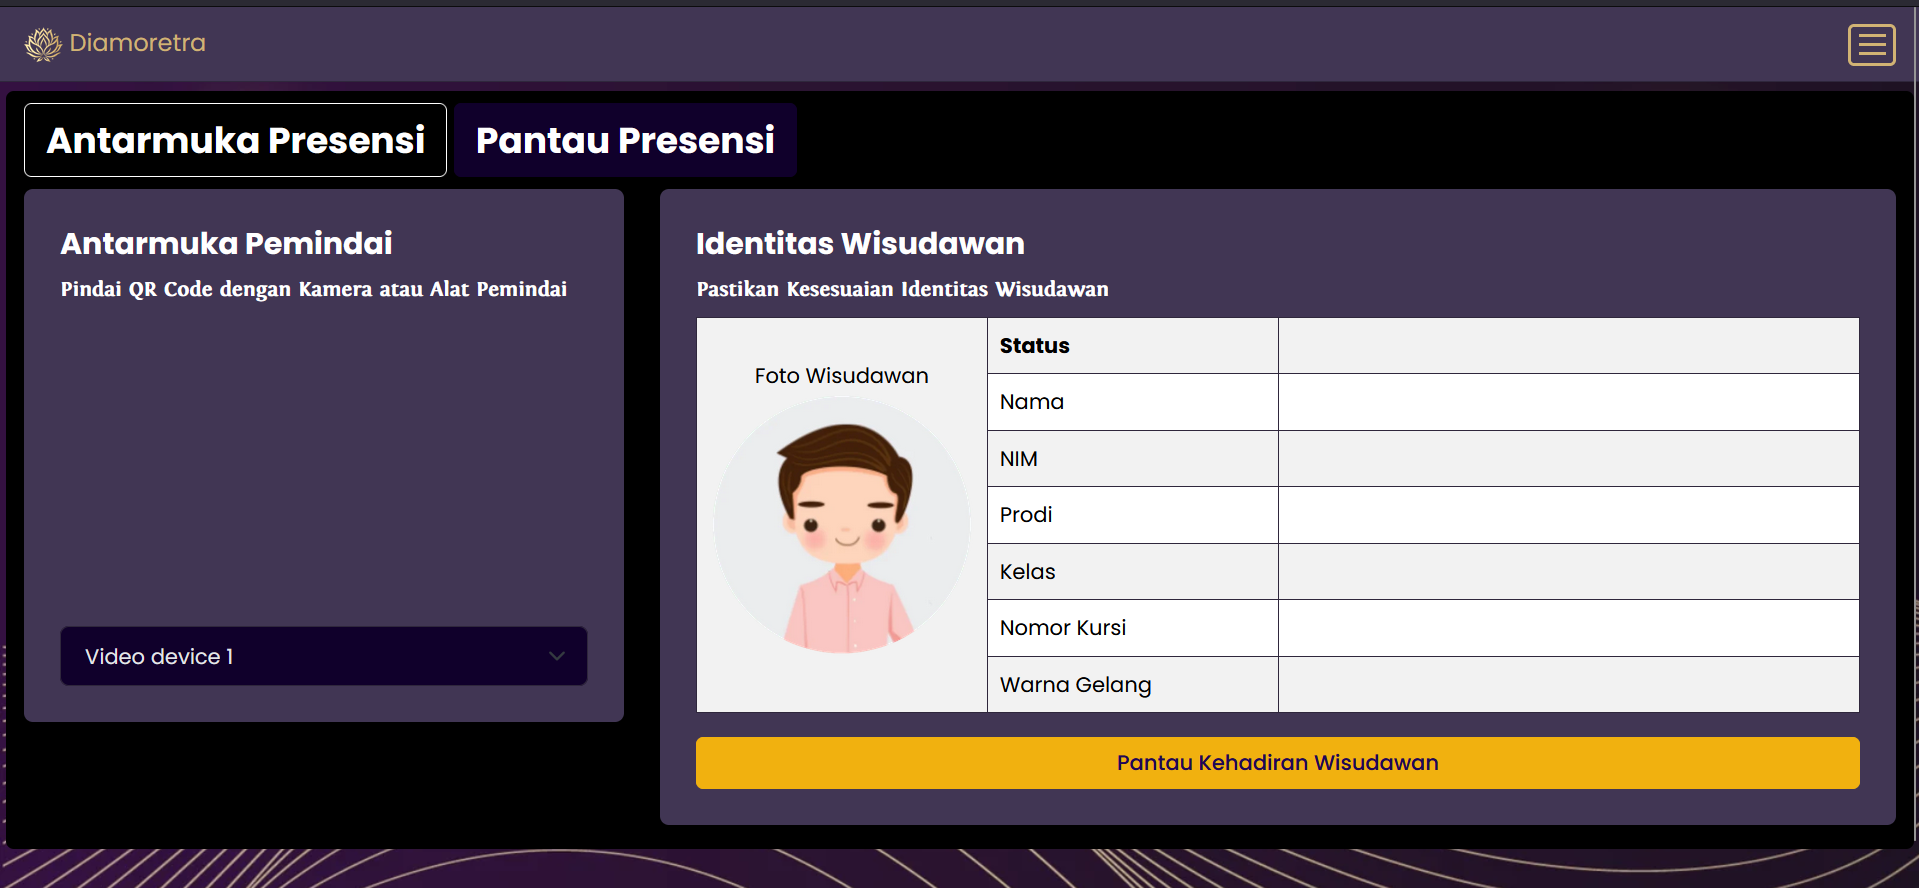 Diamoretra
Antarmuka Presensi
Pantau Presensi
Antarmuka Pemindai
Pindai QR Code dengan Kamera atau Alat Pemindai
Video device 1
Identitas Wisudawan
Pastikan Kesesuaian Identitas Wisudawan
Foto Wisudawan
Status
Nama
NIM
Prodi
Kelas
Nomor Kursi
Warna Gelang
Pantau Kehadiran Wisudawan